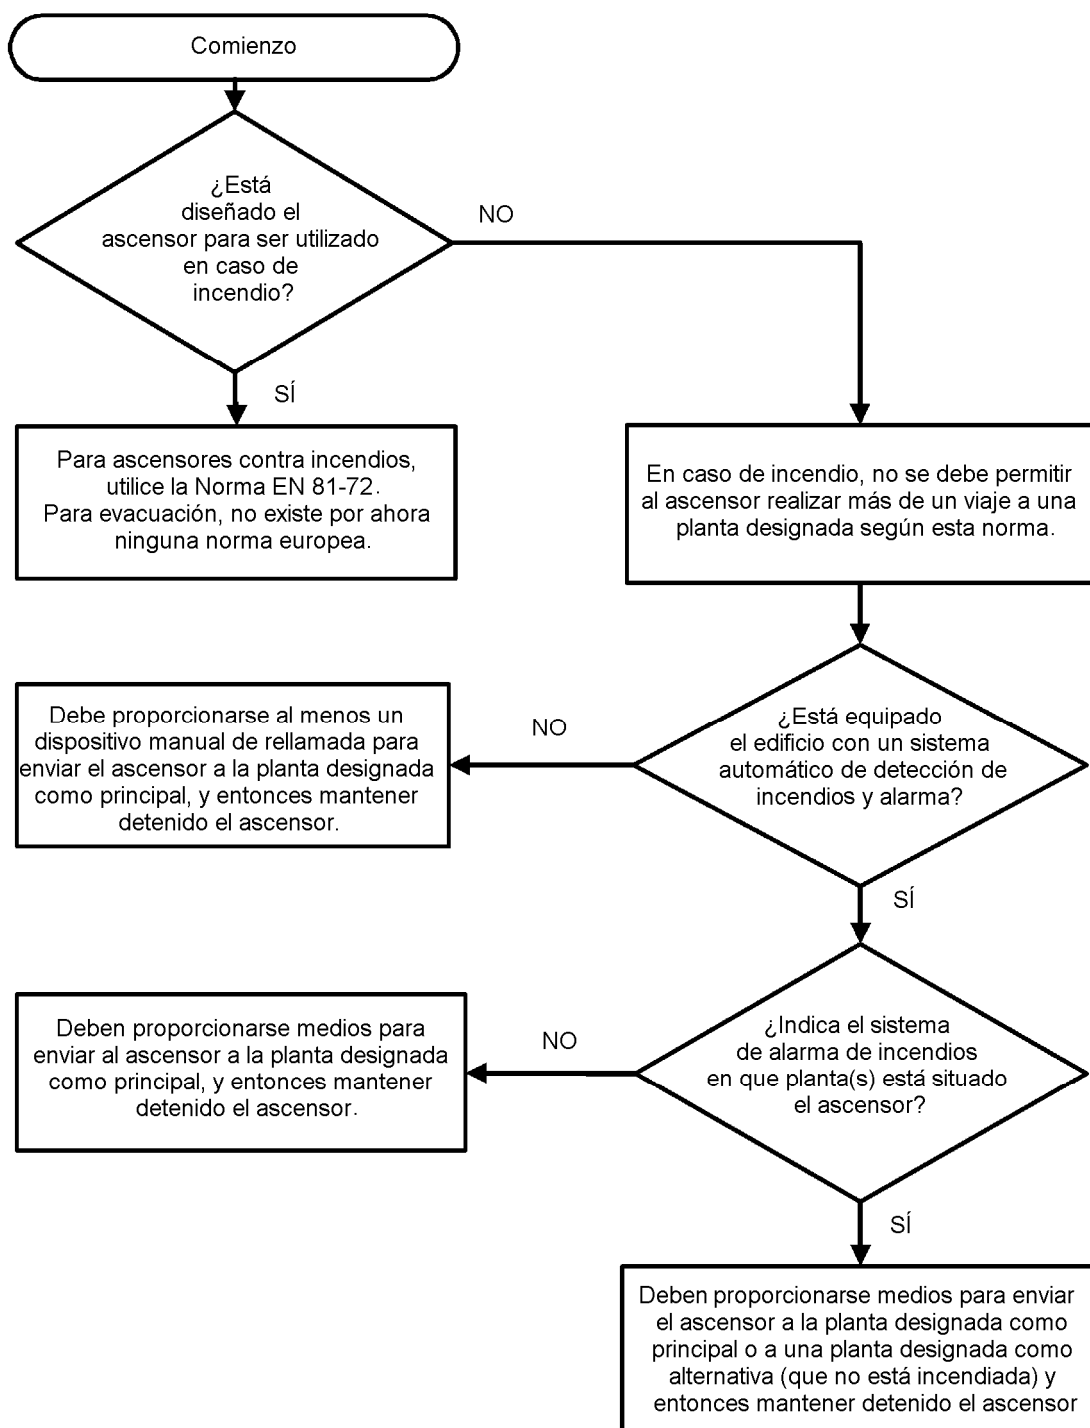 Comienzo
¿Está
diseñado el
ascensor para ser utilizado
en caso de
incendio?
NO
SÍ
Para ascensores contra incendios,
utilice la Norma EN 81-72.
Para evacuación, no existe por ahora
ninguna norma europea.
En caso de incendio, no se debe permitir
al ascensor realizar más de un viaje a una
planta designada según esta norma.
¿Está equipado
el edificio con un sistema
automático de detección de
incendios y alarma?
NO
Debe proporcionarse al menos un
dispositivo manual de rellamada para
enviar el ascensor a la planta designada
como principal, y entonces mantener
detenido el ascensor.
SÍ
¿Indica el sistema
de alarma de incendios
en que planta(s) está situado
el ascensor?
NO
Deben proporcionarse medios para
enviar al ascensor a la planta designada
como principal, y entonces mantener
detenido el ascensor.
SÍ
Deben proporcionarse medios para enviar
el ascensor a la planta designada como
principal o a una planta designada como
alternativa (que no está incendiada) y
entonces mantener detenido el ascensor